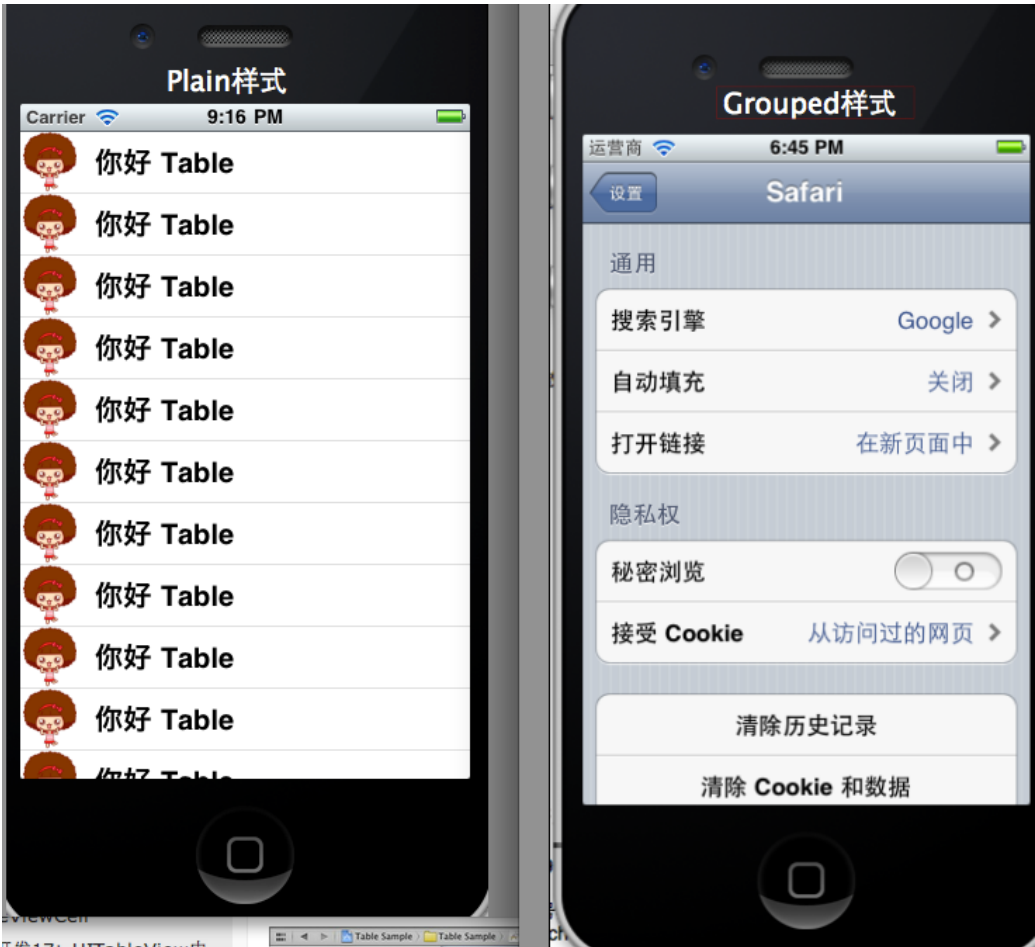 Plain样式
Carrier
9:16 PM
你好 Table
你好 Table
你好 Table
你好 Table
你好 Table
你好 Table
你好 Table
你好 Table
你好 Table
你好 Table
你好 Table
Grouped样式
运营商
6:45 PM
设置
Safari
通用
搜索引擎 Google
自动填充 关闭
打开链接 在新页面中
隐私权
秘密浏览
接受 Cookie 从访问过的网页
清除历史记录
清除 Cookie 和数据
Table Sample
Table Sample